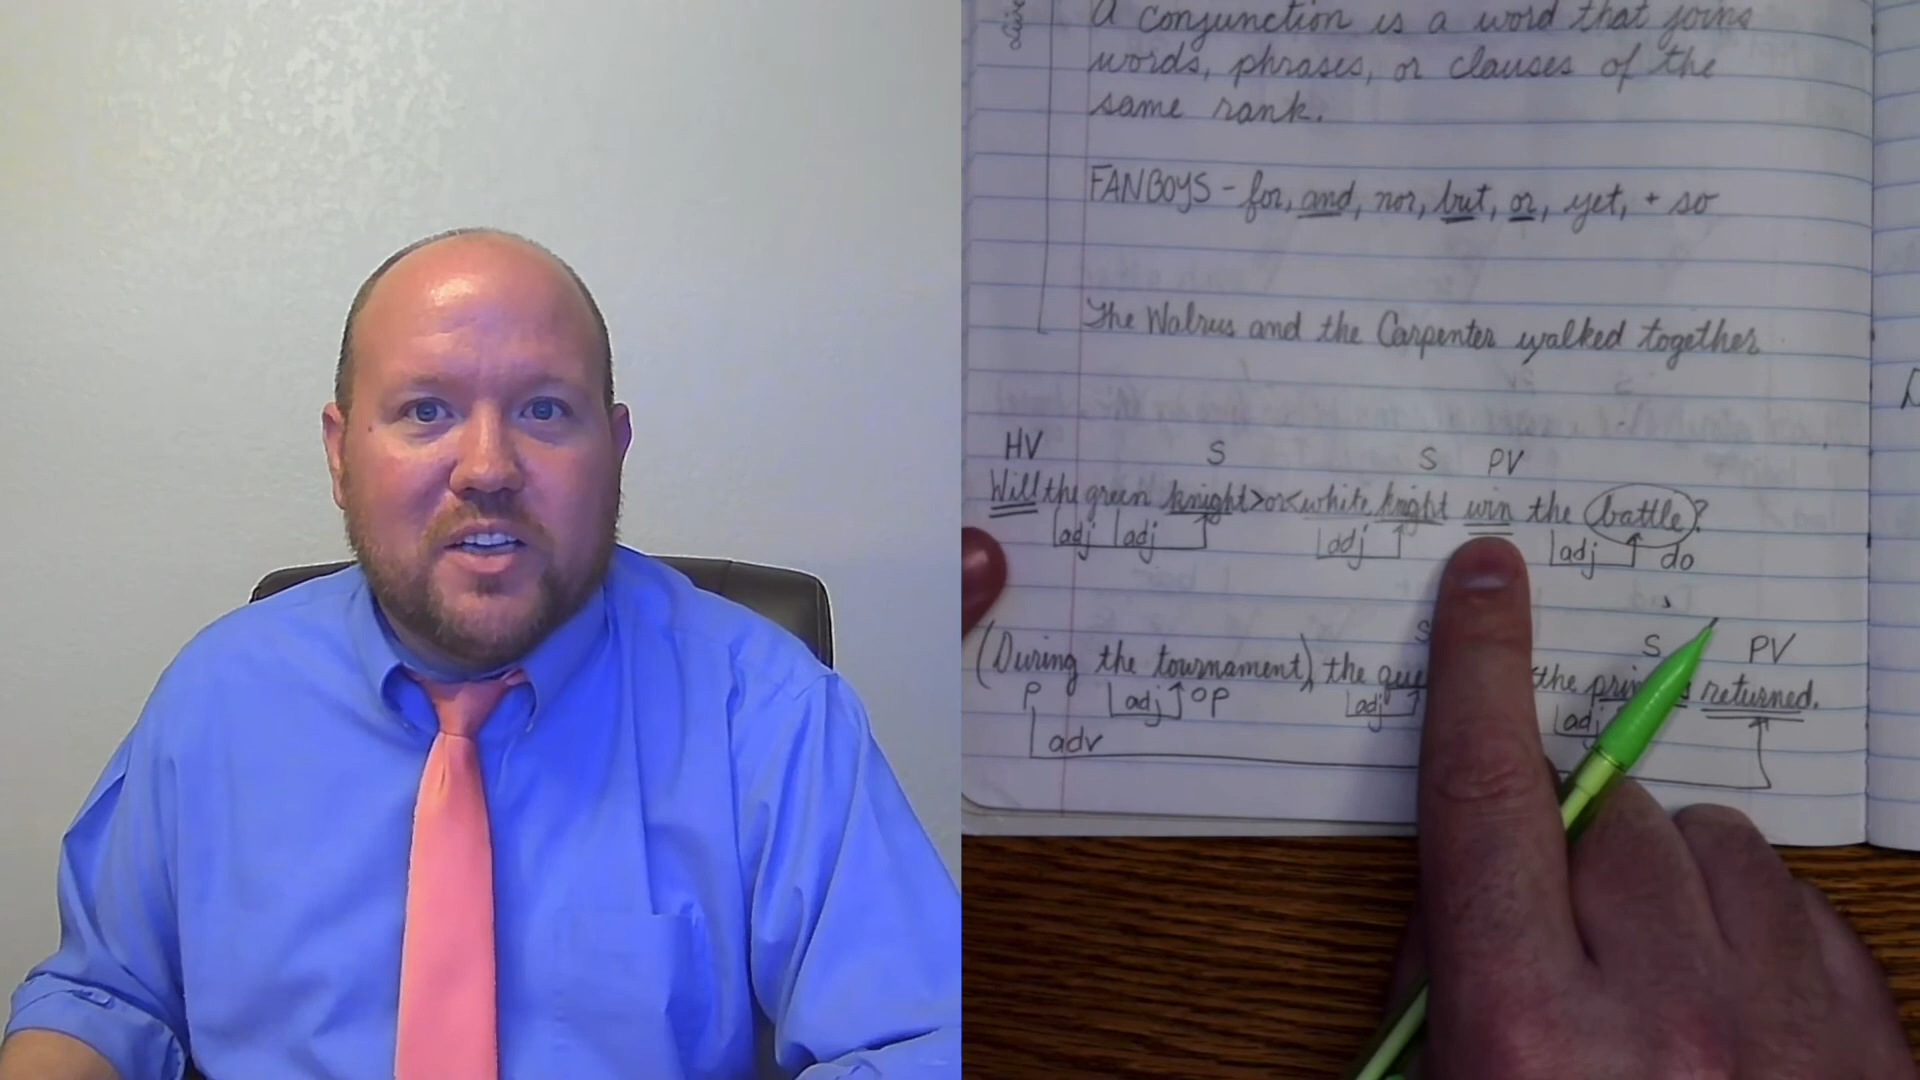 A conjunction is a word that joins
words, phrases, or clauses of the
same rank.
FANBOYS - for, and, nor, but, or, yet, + so
The Walrus and the Carpenter walked together
HV S S PV
Will the green knight>or<white knight win the battle?
adj adj adj adj do
S S PV
(During the tournament), the the returned.
P adj OP adj adj
adv